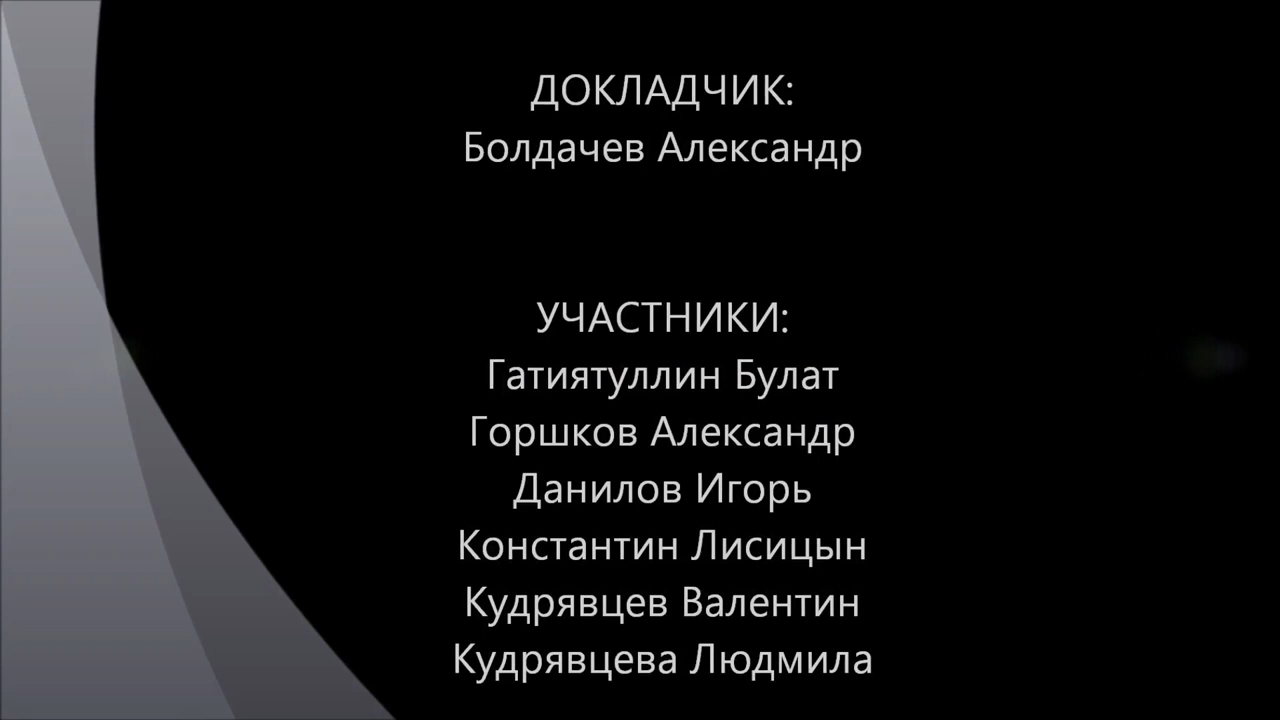 ДОКЛАДЧИК:
Болдачев Александр
УЧАСТНИКИ:
Гатиятуллин Булат
Горшков Александр
Данилов Игорь
Константин Лисицын
Кудрявцев Валентин
Кудрявцева Людмила